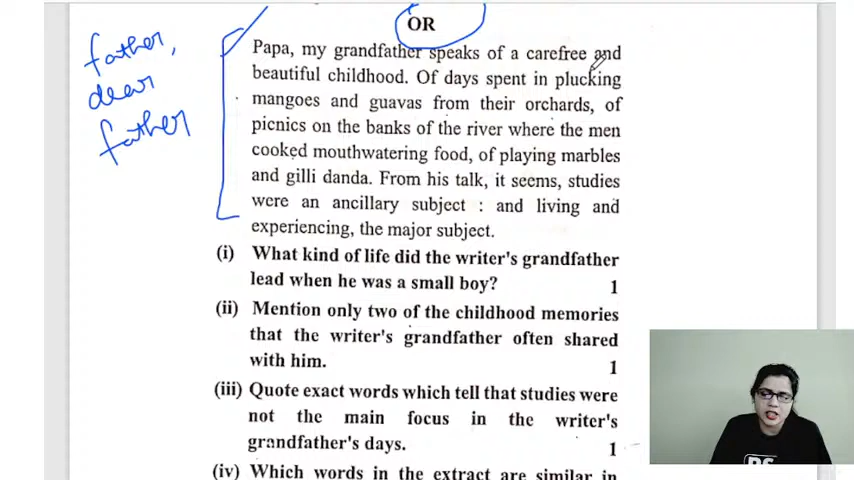 OR
father,
dear
father
Papa, my grandfather speaks of a carefree and
beautiful childhood. Of days spent in plucking
mangoes and guavas from their orchards, of
picnics on the banks of the river where the men
cooked mouthwatering food, of playing marbles
and gilli danda. From his talk, it seems, studies
were an ancillary subject : and living and
experiencing, the major subject.
(i) What kind of life did the writer's grandfather
lead when he was a small boy? 1
(ii) Mention only two of the childhood memories
that the writer's grandfather often shared
with him. 1
(iii) Quote exact words which tell that studies were
not the main focus in the writer's
grandfather's days. 1
(iv) Which words in the extract are similar in